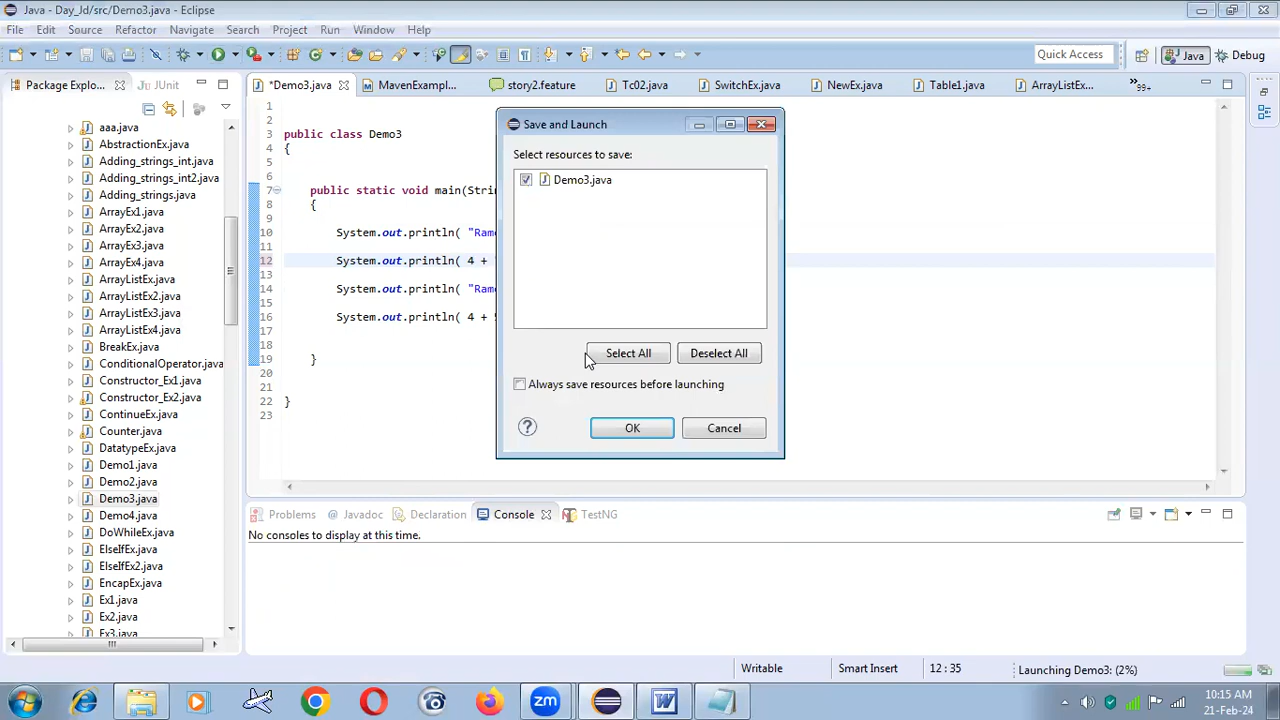 Java - Day_Jd/src/Demo3.java - Eclipse
File Edit Source Refactor Navigate Search Project Run Window Help
Quick Access
Java
Debug
Package Explo...
JUnit
*Demo3.java
MavenExampl...
story2.feature
Tc02.java
SwitchEx.java
NewEx.java
Table1.java
ArrayListEx...
99+
aaa.java
AbstractionEx.java
Adding_strings_int.java
Adding_strings_int2.java
Adding_strings.java
ArrayEx1.java
ArrayEx2.java
ArrayEx3.java
ArrayEx4.java
ArrayListEx.java
ArrayListEx2.java
ArrayListEx3.java
ArrayListEx4.java
BreakEx.java
ConditionalOperator.java
Constructor_Ex1.java
Constructor_Ex2.java
ContinueEx.java
Counter.java
DatatypeEx.java
Demo1.java
Demo2.java
Demo3.java
Demo4.java
DoWhileEx.java
ElseIfEx.java
ElseIfEx2.java
EncapEx.java
Ex1.java
Ex2.java
Ex3.java
1
2
3 public class Demo3
4 {
5
6
7 public static void main(Strin
8 {
9
10 System.out.println( "Ram
11
12 System.out.println( 4 +
13
14 System.out.println( "Ram
15
16 System.out.println( 4 +
17
18
19 }
20
21
22 }
23
Save and Launch
Select resources to save:
Demo3.java
Select All
Deselect All
Always save resources before launching
OK
Cancel
Problems
Javadoc
Declaration
Console
TestNG
No consoles to display at this time.
Writable
Smart Insert
12 : 35
Launching Demo3: (2%)
zm
10:15 AM
21-Feb-24